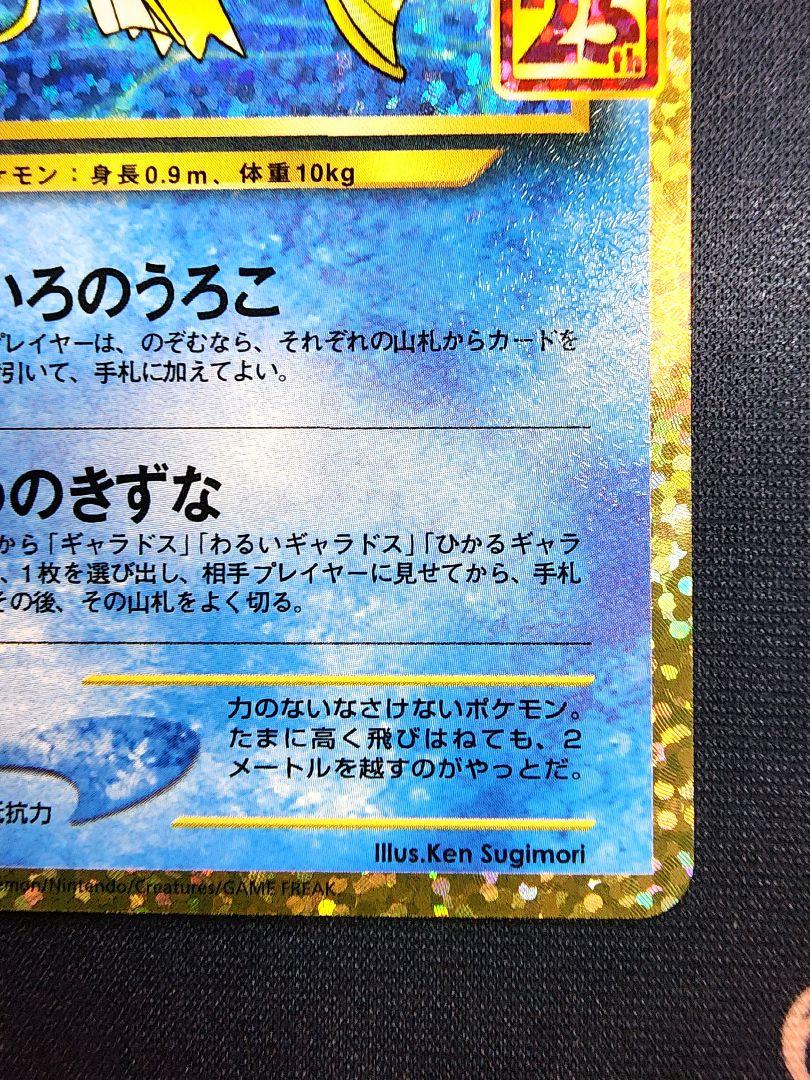 25th
ケモン：身長0.9m、体重10kg
いろのうろこ
プレイヤーは、のぞむなら、それぞれの山札からカードを
引いて、手札に加えてよい。
のきずな
から「ギャラドス」「わるいギャラドス」「ひかるギャラ
、1枚を選び出し、相手プレイヤーに見せてから、手札
その後、その山札をよく切る。
力のないなさけないポケモン。
たまに高く飛びはねても、2
メートルを越すのがやっとだ。
抵抗力
Illus.Ken Sugimori
émon/Nintendo/Creatures/GAME FREAK